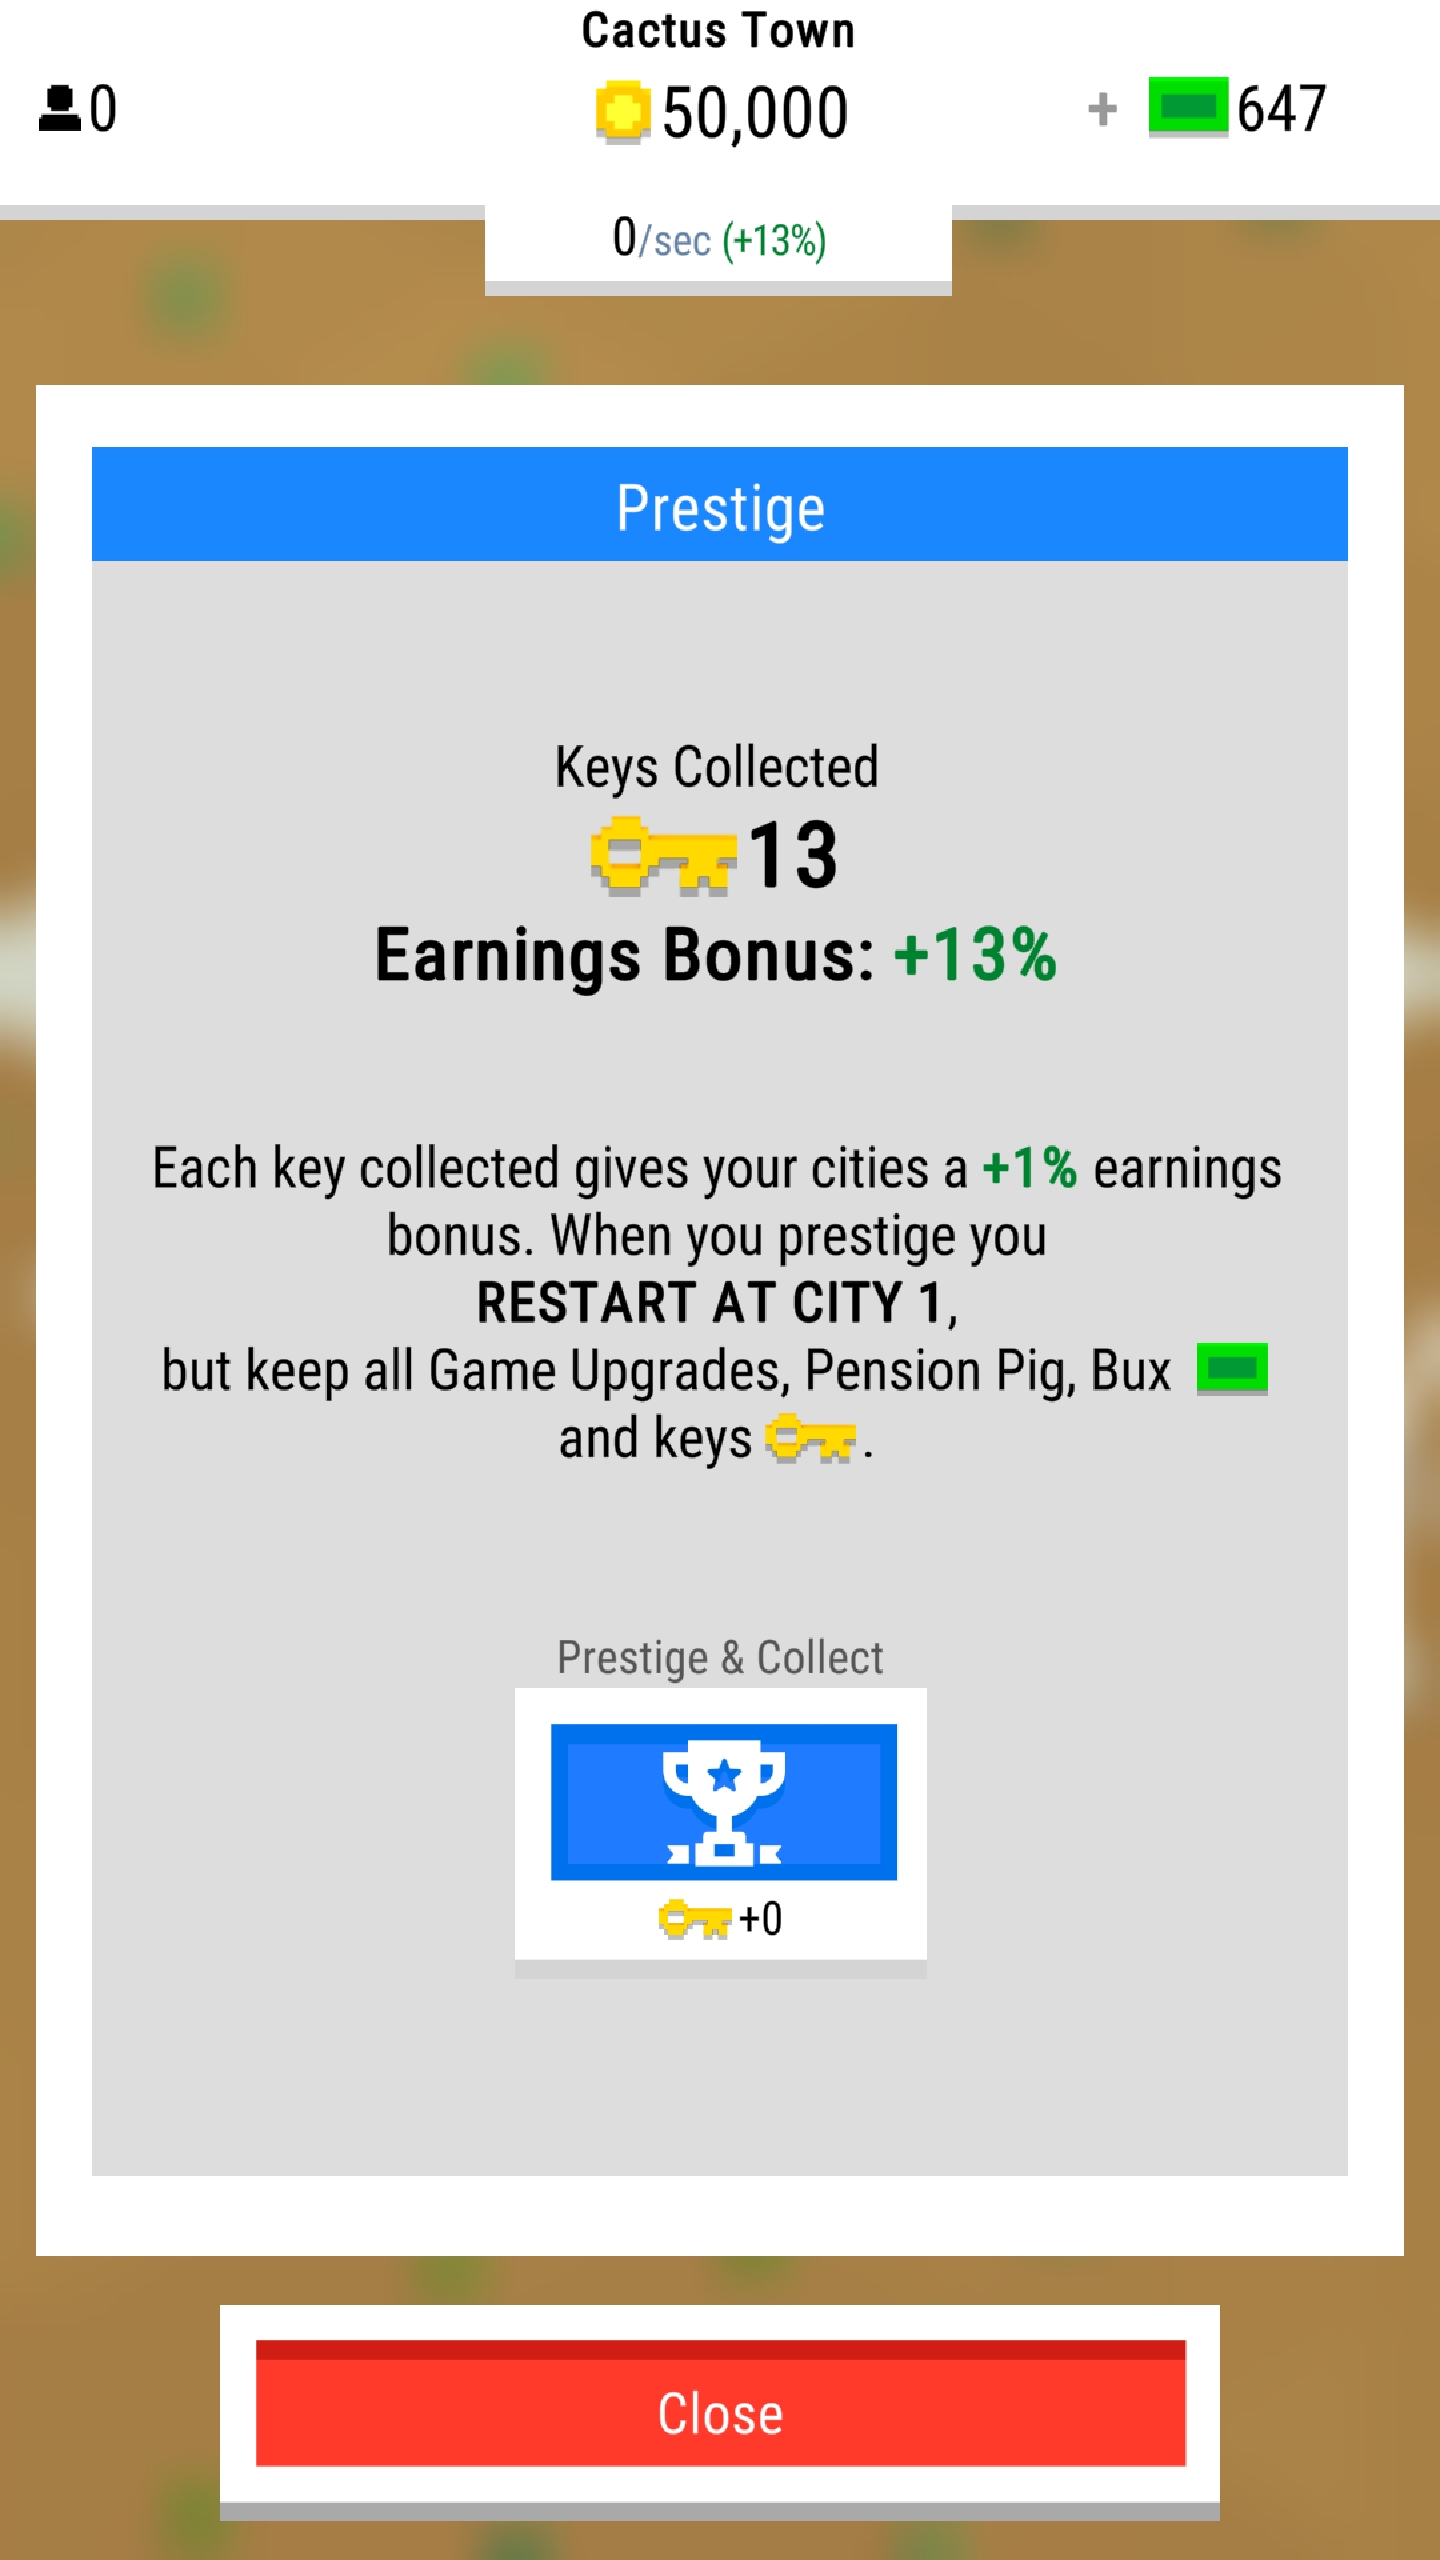 Cactus Town
0
50,000
+ 647
0/sec (+13%)
Prestige
Keys Collected
13
Earnings Bonus: +13%
Each key collected gives your cities a +1% earnings
bonus. When you prestige you
RESTART AT CITY 1,
but keep all Game Upgrades, Pension Pig, Bux
and keys .
Prestige & Collect
+0
Close